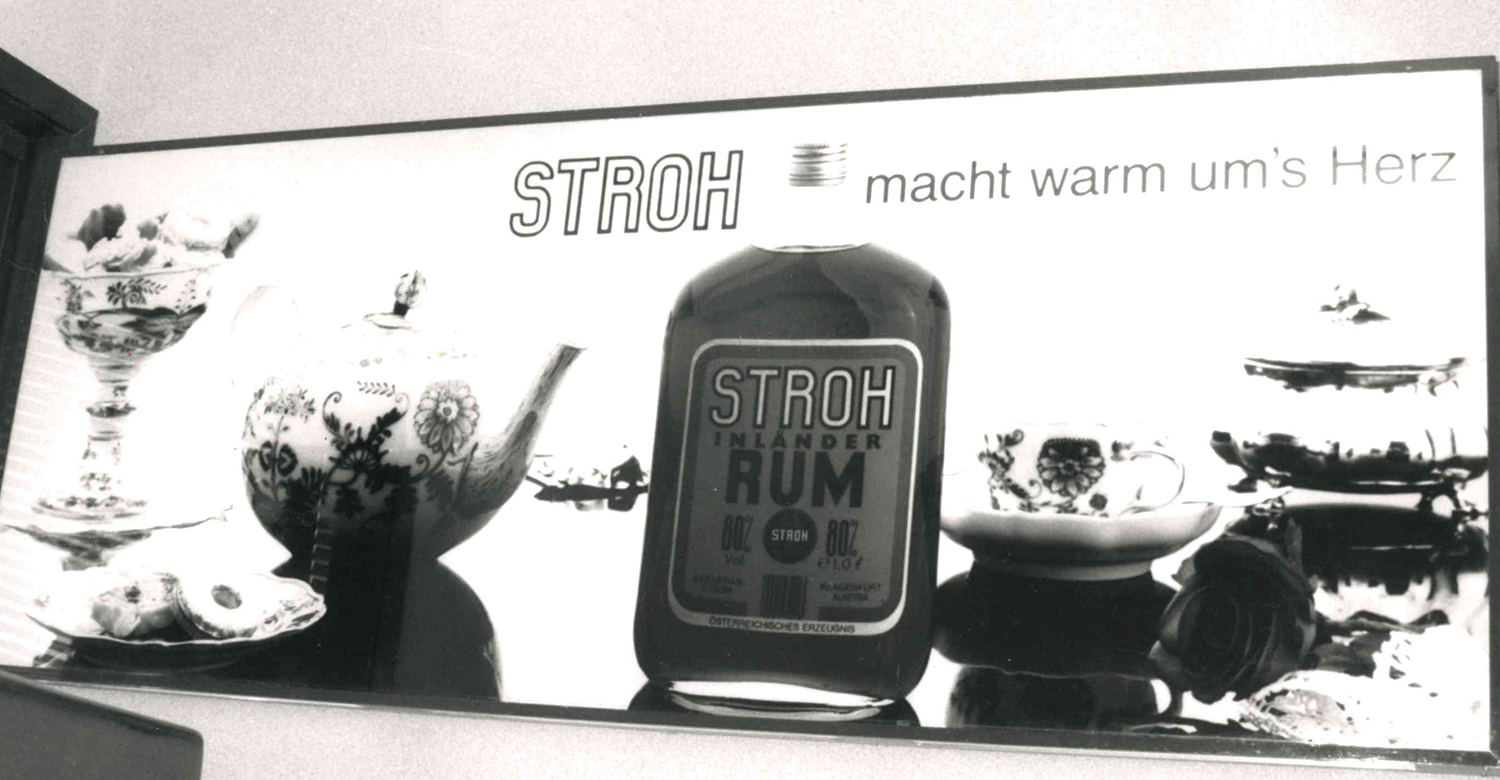 STROH macht warm um's Herz
STROH
INLÄNDER
RUM
80% STROH 80%
Vol. e1,0 ℓ
SEBASTIAN KLAGENFURT
STROH AUSTRIA
ÖSTERREICHISCHES ERZEUGNIS